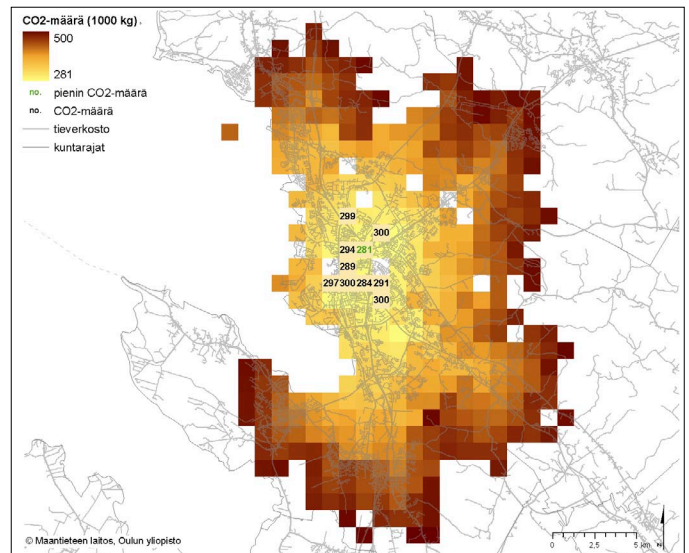 CO2-määrä (1000 kg)
500
281
no. pienin CO2-määrä
no. CO2-määrä
tieverkosto
kuntarajat
299
300
294 281
289
297 300 284 291
300
© Maantieteen laitos, Oulun yliopisto
0 2.5 5 km
N